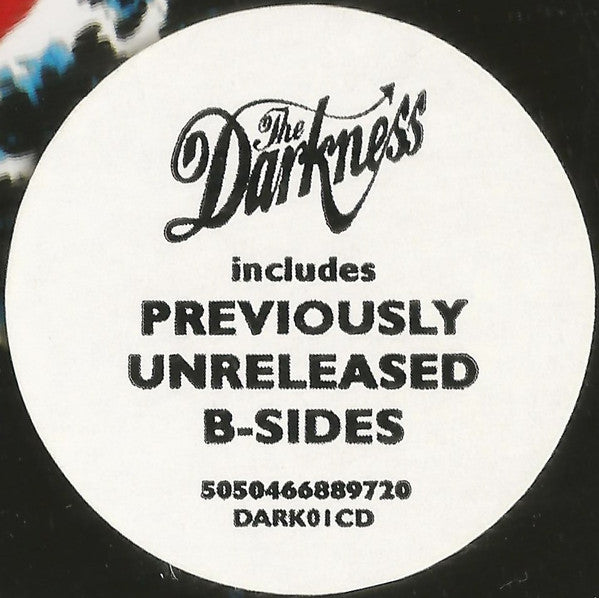 The
Darkness
includes
PREVIOUSLY
UNRELEASED
B-SIDES
5050466889720
DARK01CD